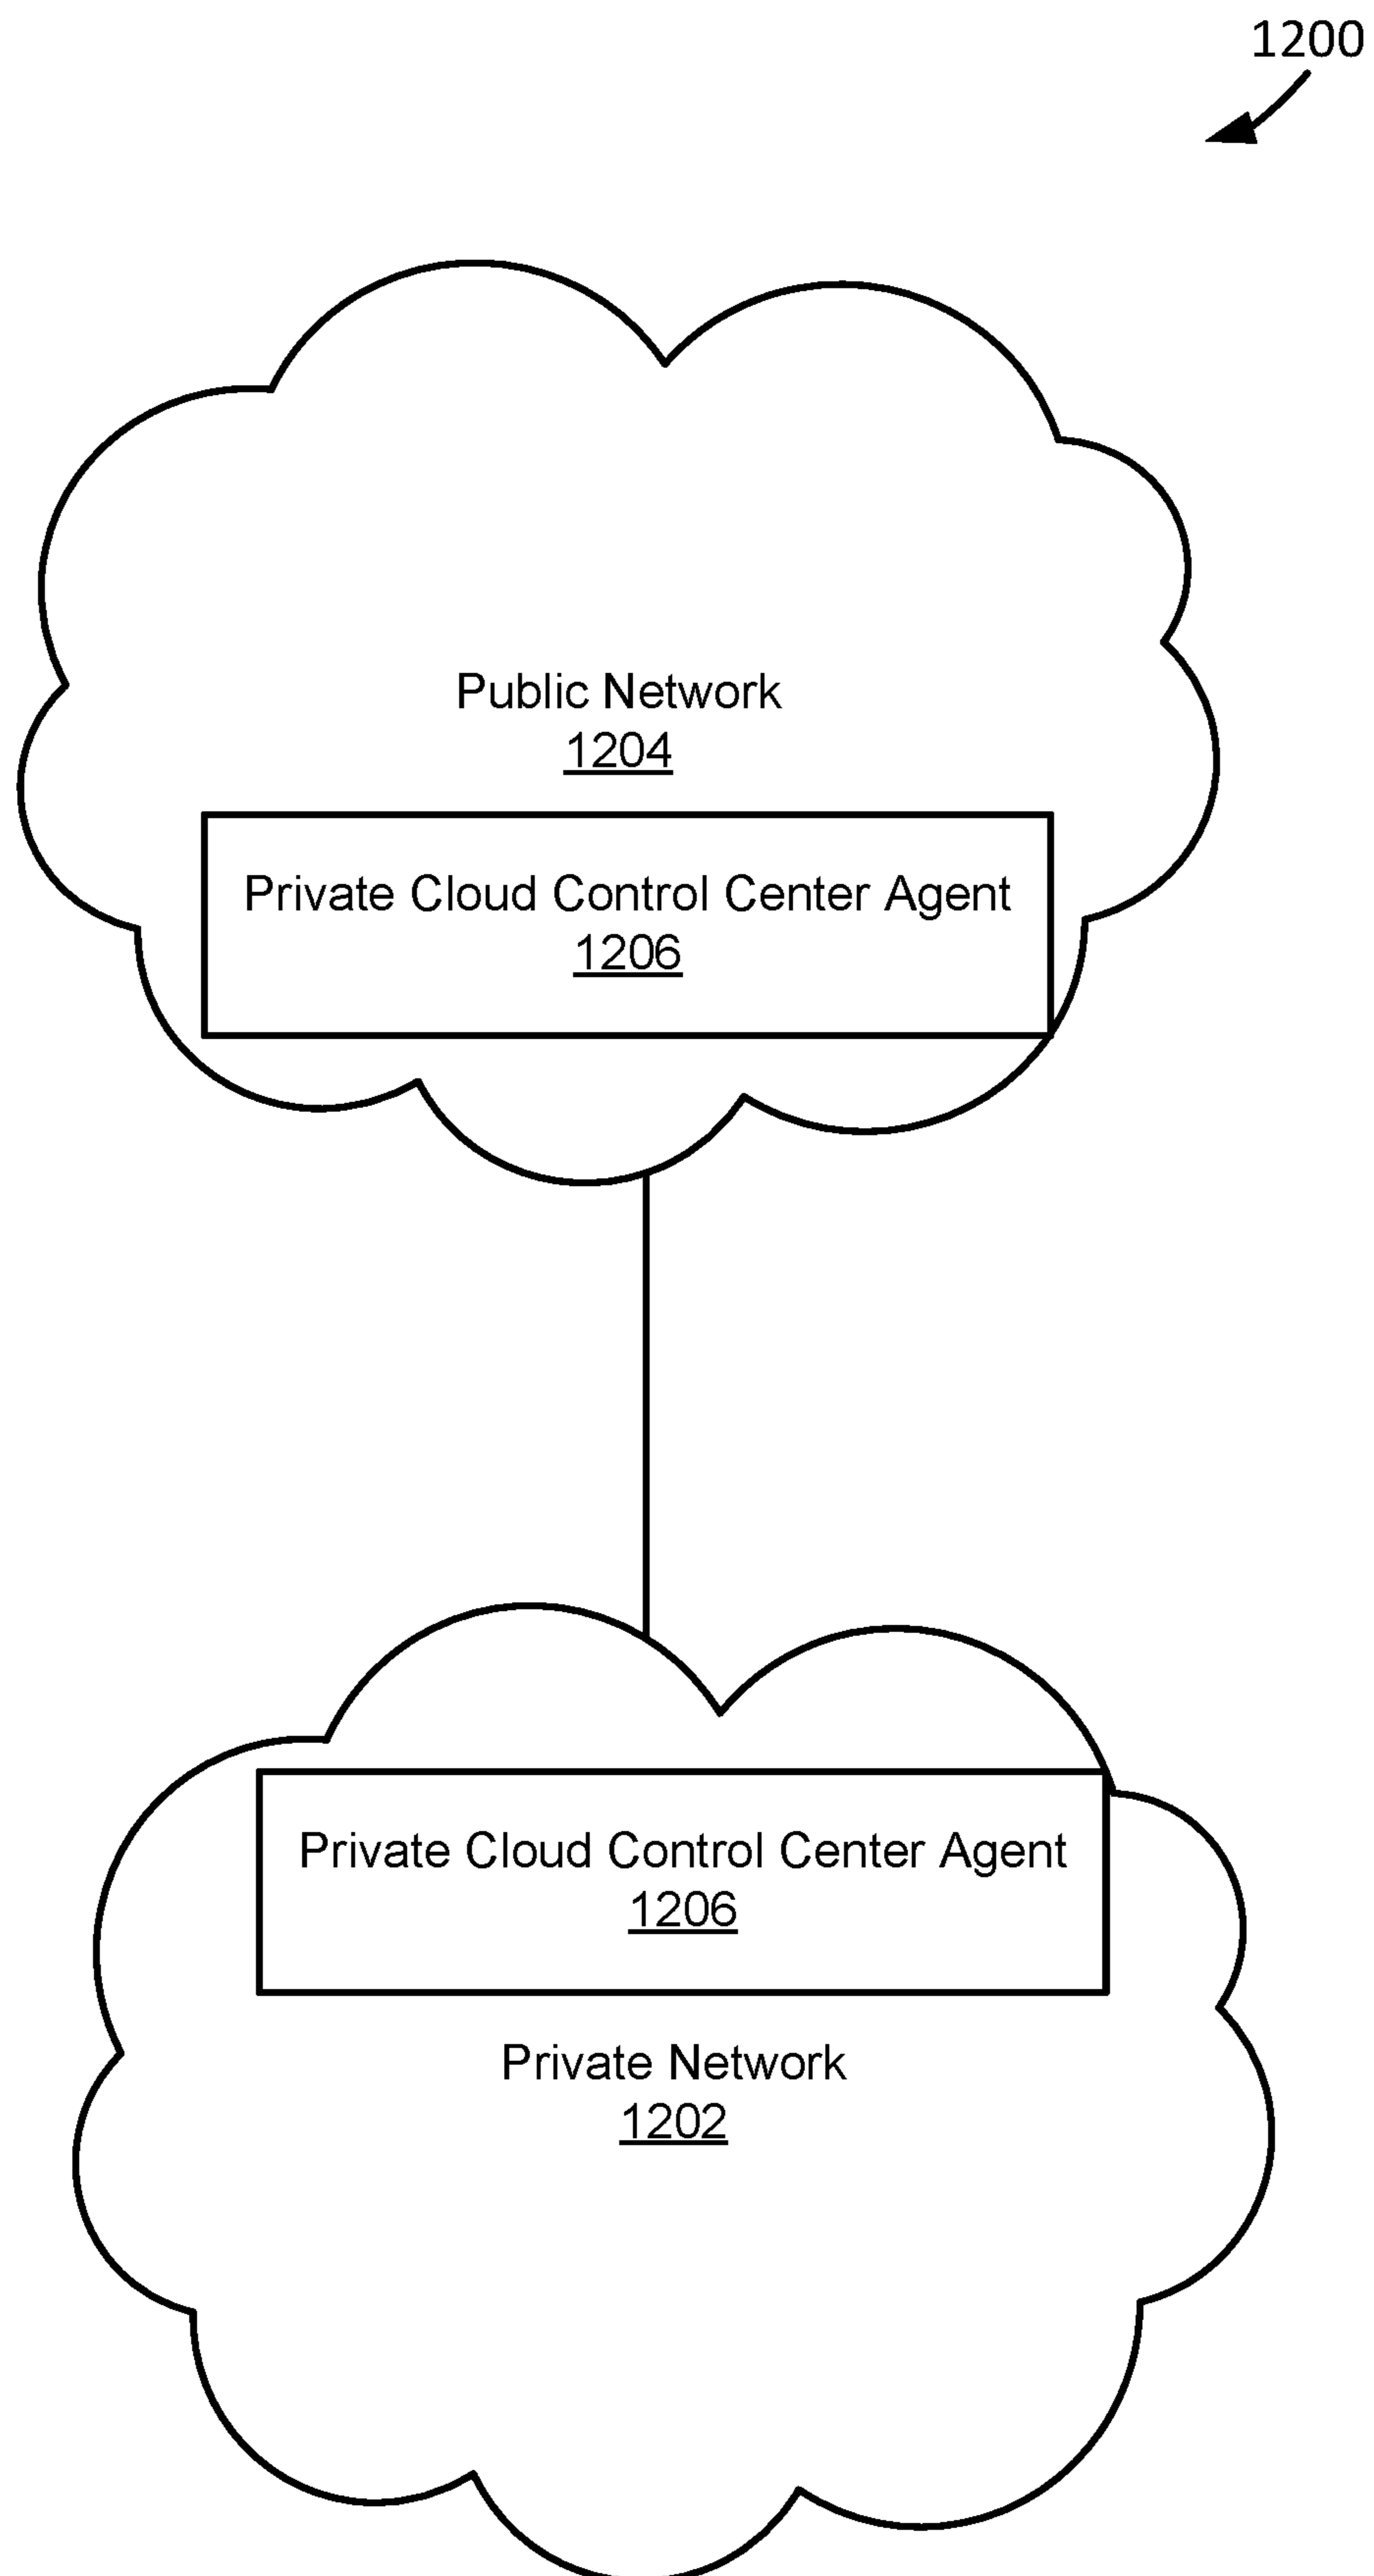 1200
Public Network
1204
Private Cloud Control Center Agent
1206
Private Cloud Control Center Agent
1206
Private Network
1202